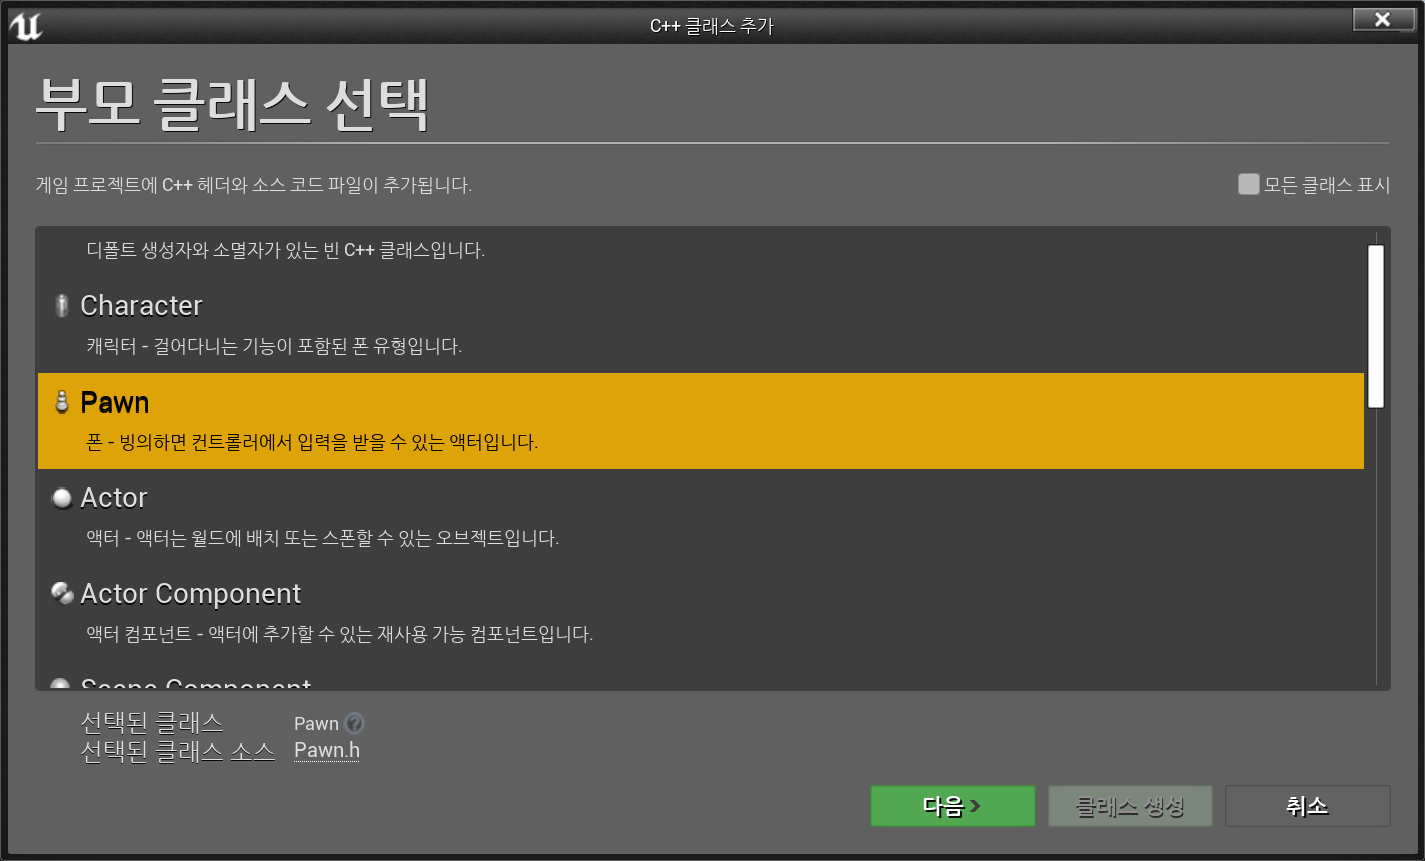 C++ 클래스 추가
부모 클래스 선택
게임 프로젝트에 C++ 헤더와 소스 코드 파일이 추가됩니다.
모든 클래스 표시
디폴트 생성자와 소멸자가 있는 빈 C++ 클래스입니다.
Character
캐릭터 - 걸어다니는 기능이 포함된 폰 유형입니다.
Pawn
폰 - 빙의하면 컨트롤러에서 입력을 받을 수 있는 액터입니다.
Actor
액터 - 액터는 월드에 배치 또는 스폰할 수 있는 오브젝트입니다.
Actor Component
액터 컴포넌트 - 액터에 추가할 수 있는 재사용 가능 컴포넌트입니다.
Scene Component
선택된 클래스 Pawn ?
선택된 클래스 소스 Pawn.h
다음 > 클래스 생성 취소